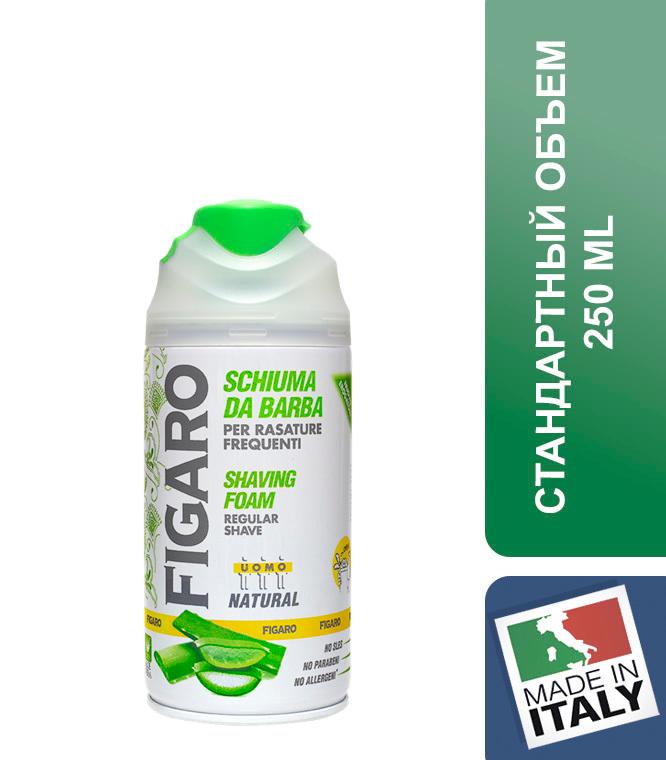 СТАНДАРТНЫЙ ОБЪЕМ
250 ML
FIGARO
SCHIUMA
DA BARBA
PER RASATURE
FREQUENTI
SHAVING
FOAM
REGULAR
SHAVE
UOMO
NATURAL
FIGARO
FIGARO
FIGARO
NO SLES
NO PARABENI
NO ALLERGENI*
MADE IN
ITALY